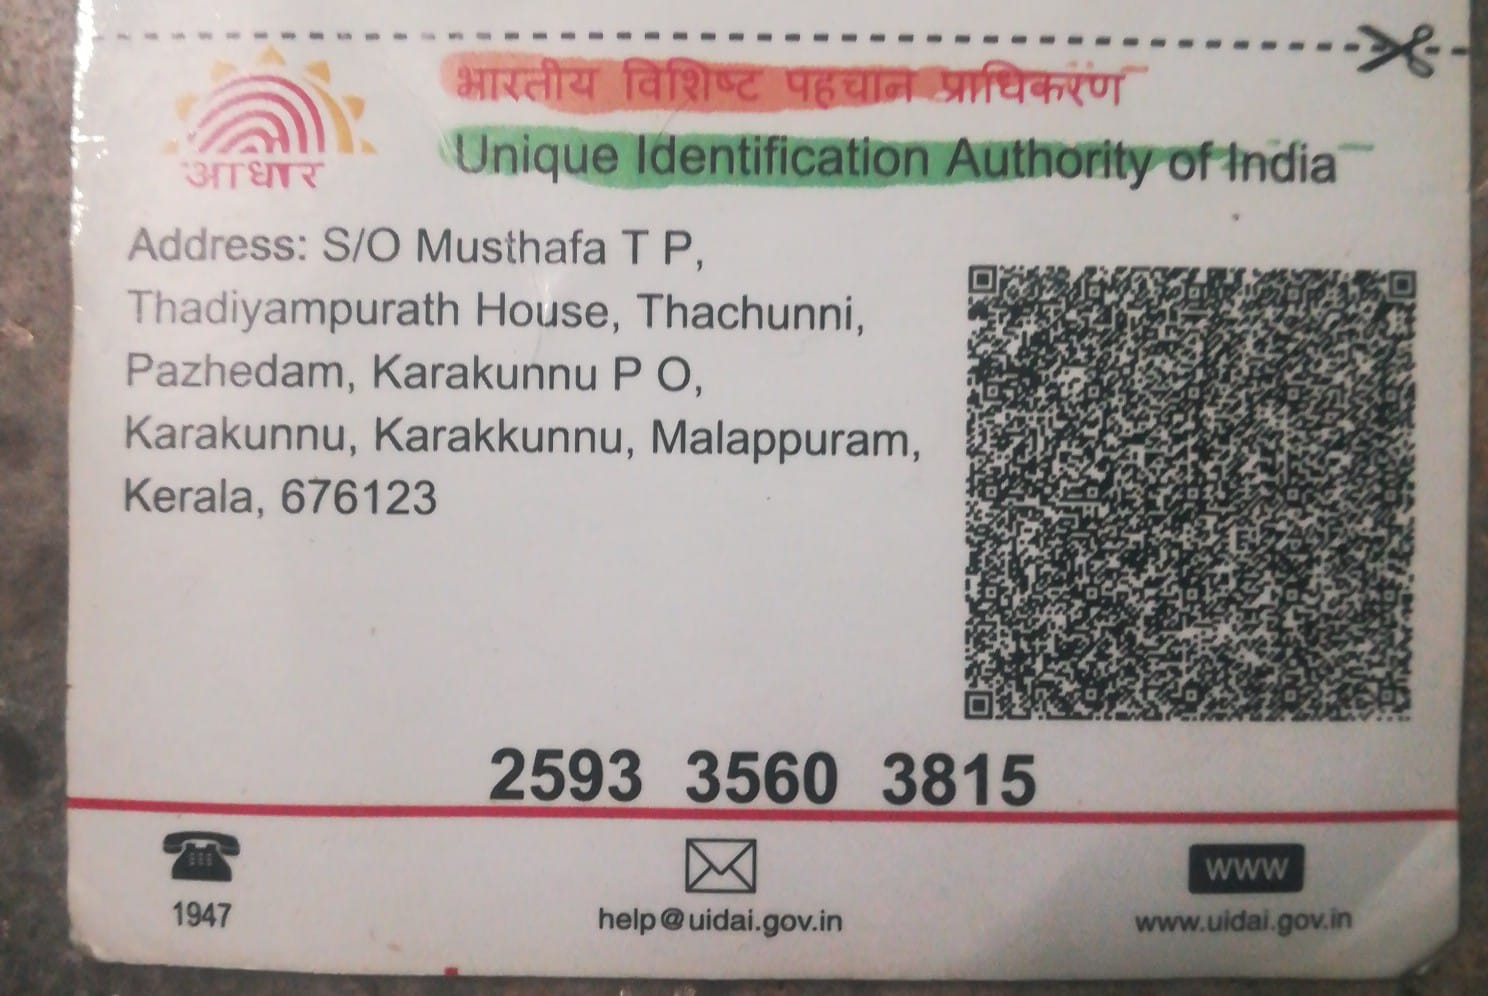 भारतीय विशिष्ट पहचान प्राधिकरण
Unique Identification Authority of India
आधार
Address: S/O Musthafa T P,
Thadiyampurath House, Thachunni,
Pazhedam, Karakunnu P O,
Karakunnu, Karakkunnu, Malappuram,
Kerala, 676123
2593 3560 3815
1947
help@uidai.gov.in
www
www.uidai.gov.in